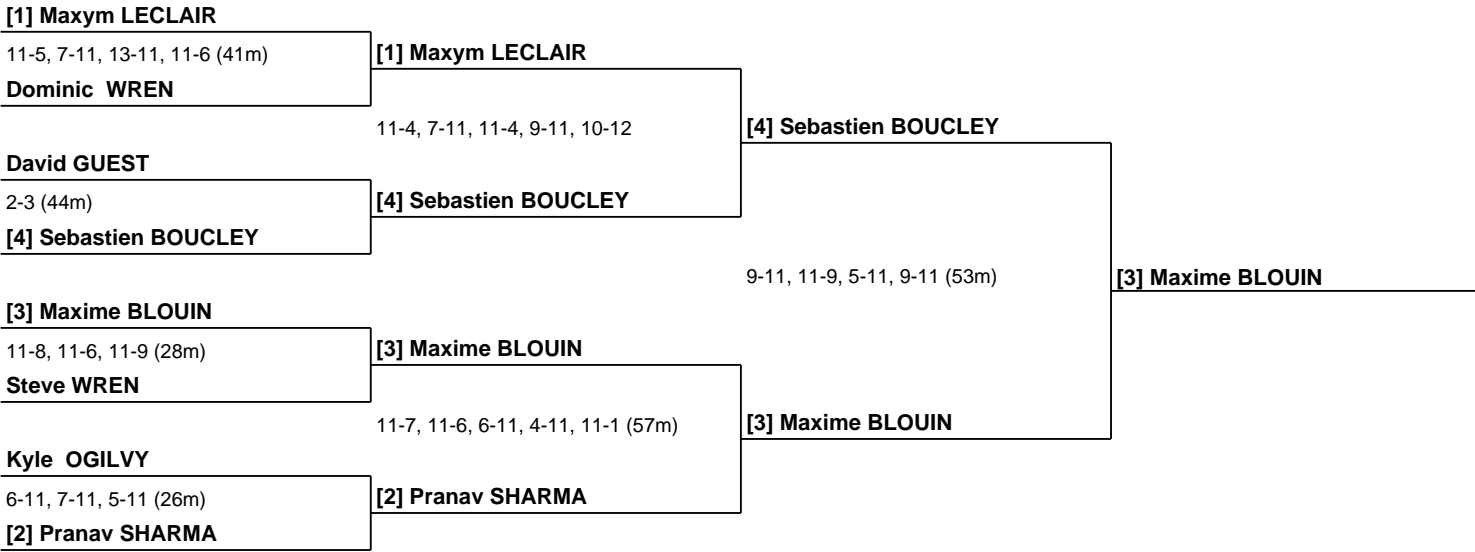 [1] Maxym LECLAIR
11-5, 7-11, 13-11, 11-6 (41m)
Dominic  WREN
David GUEST
2-3 (44m)
[4] Sebastien BOUCLEY
[3] Maxime BLOUIN
11-8, 11-6, 11-9 (28m)
Steve WREN
Kyle  OGILVY
6-11, 7-11, 5-11 (26m)
[2] Pranav SHARMA
[1] Maxym LECLAIR
11-4, 7-11, 11-4, 9-11, 10-12
[4] Sebastien BOUCLEY
[3] Maxime BLOUIN
11-7, 11-6, 6-11, 4-11, 11-1 (57m)
[2] Pranav SHARMA
[4] Sebastien BOUCLEY
9-11, 11-9, 5-11, 9-11 (53m)
[3] Maxime BLOUIN
[3] Maxime BLOUIN